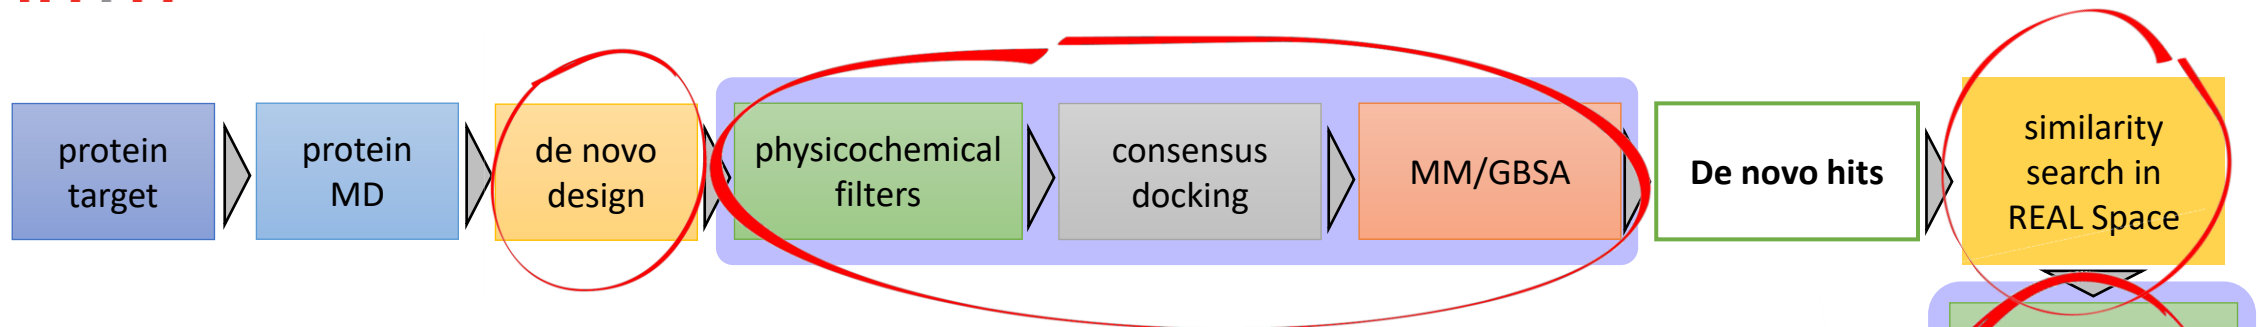 protein
target
protein
MD
de novo
design
physicochemical
filters
consensus
docking
MM/GBSA
De novo hits
similarity
search in
REAL Space